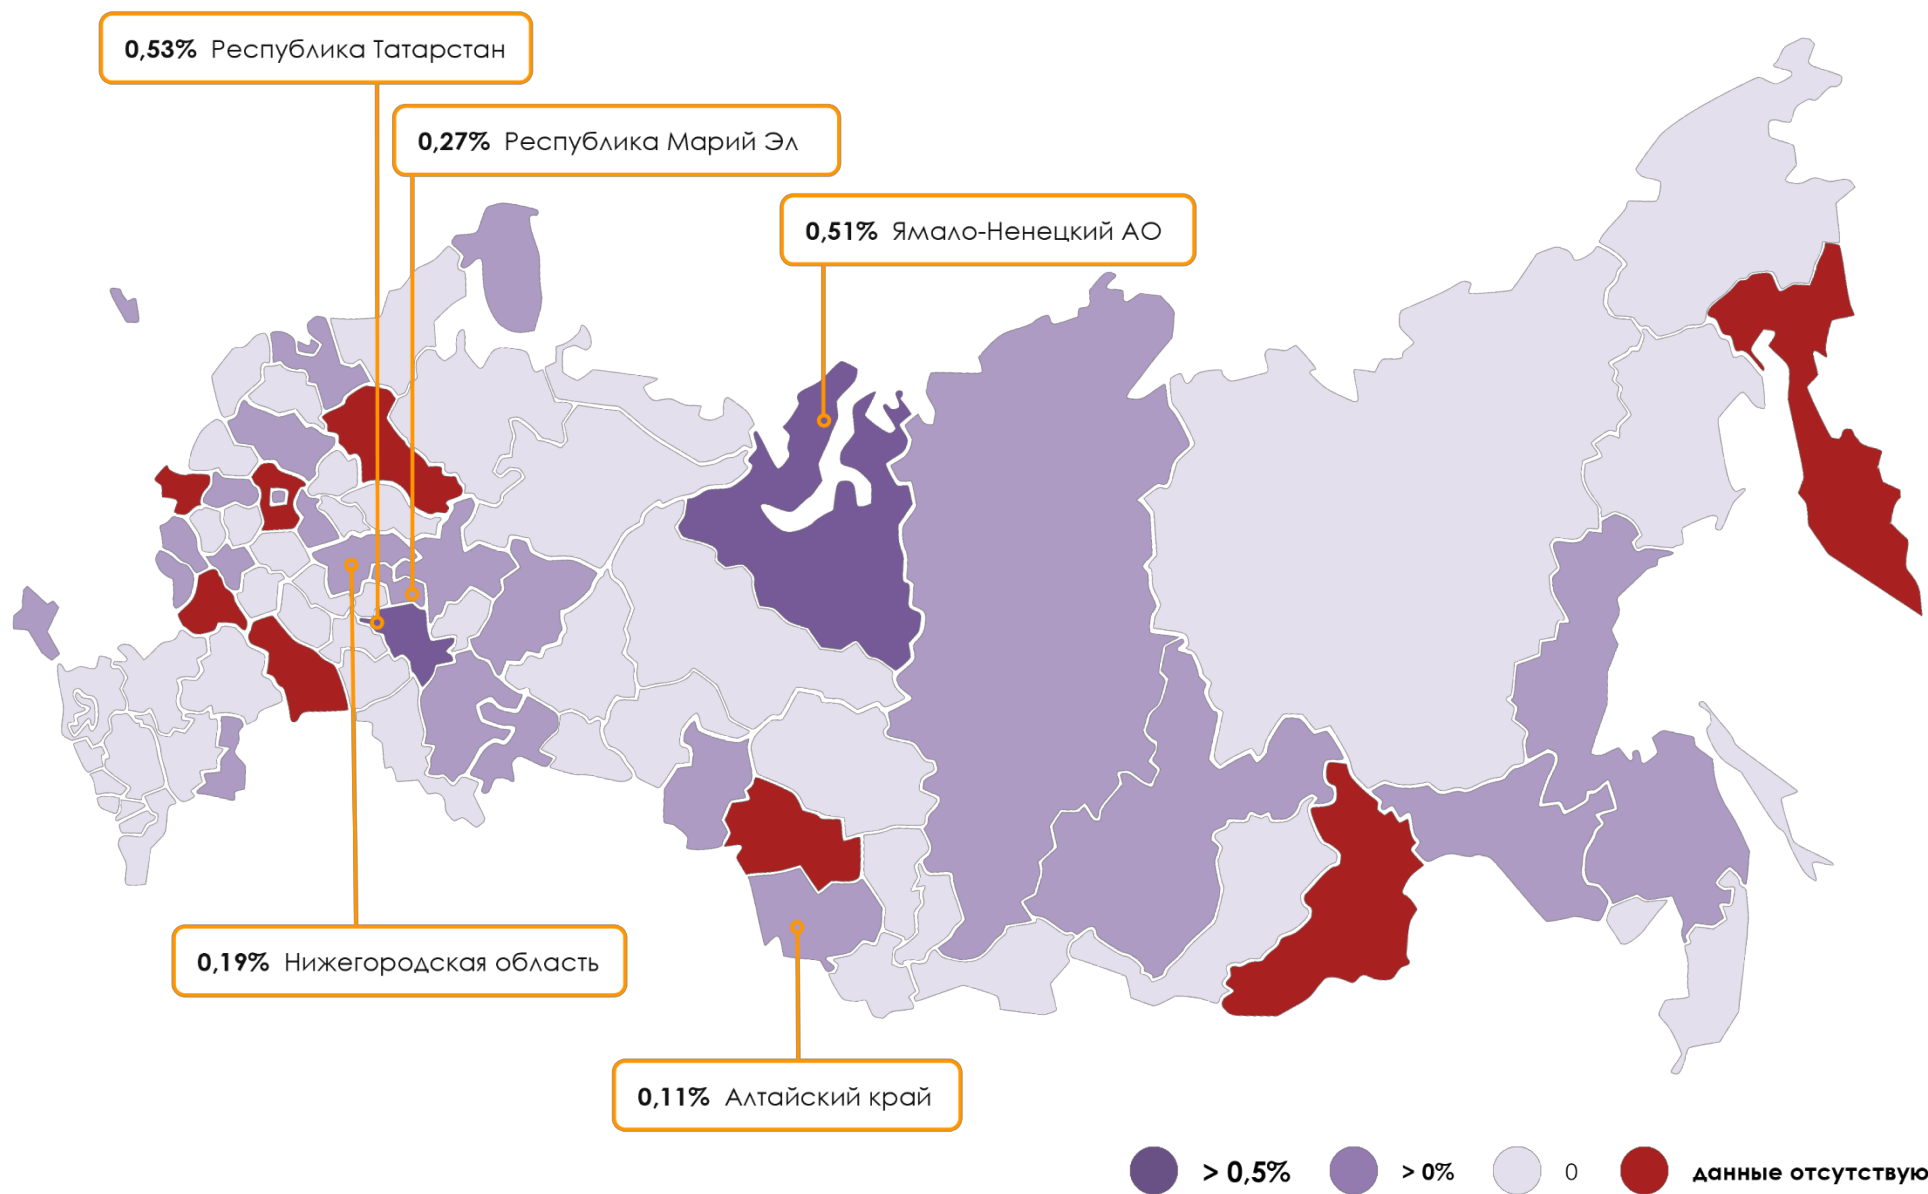 0,53% Республика Татарстан
0,27% Республика Марий Эл
0,51% Ямало-Ненецкий АО
0,19% Нижегородская область
0,11% Алтайский край
> 0,5%
> 0%
0
данные отсутствую